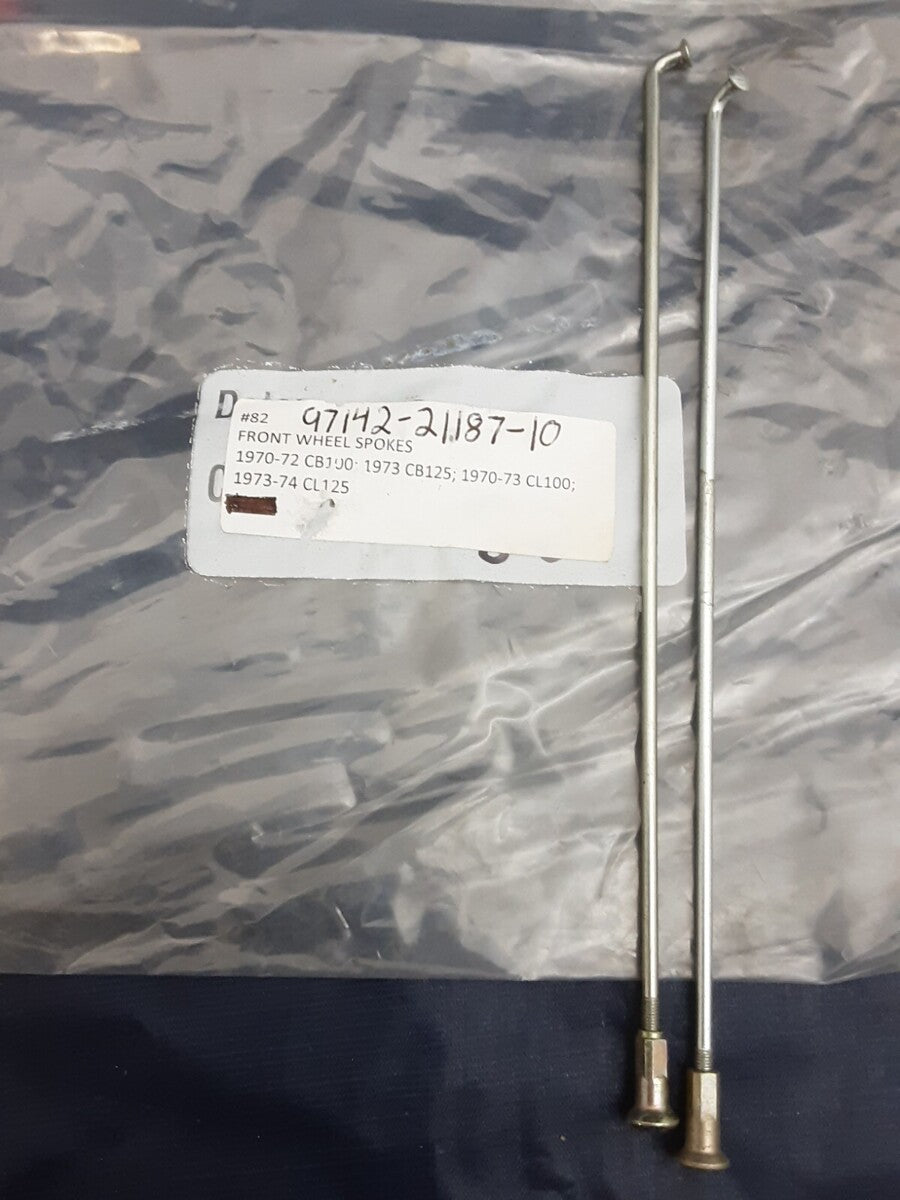 #82 97142-21187-10
FRONT WHEEL SPOKES
1970-72 CB100; 1973 CB125; 1970-73 CL100;
1973-74 CL125